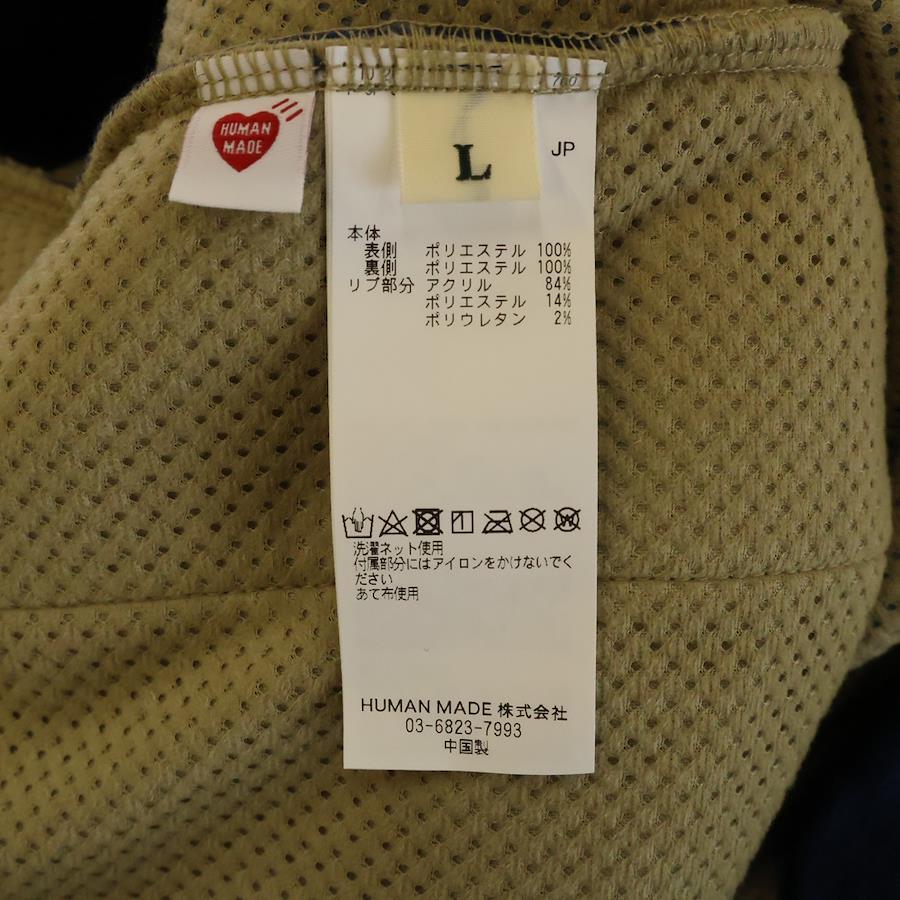 HUMAN
MADE
L
JP
本体
表側 ポリエステル 100%
裏側 ポリエステル 100%
リブ部分 アクリル 84%
ポリエステル 14%
ポリウレタン 2%
洗濯ネット使用
付属部分にはアイロンをかけないでく
ださい
あて布使用
HUMAN MADE 株式会社
03-6823-7993
中国製